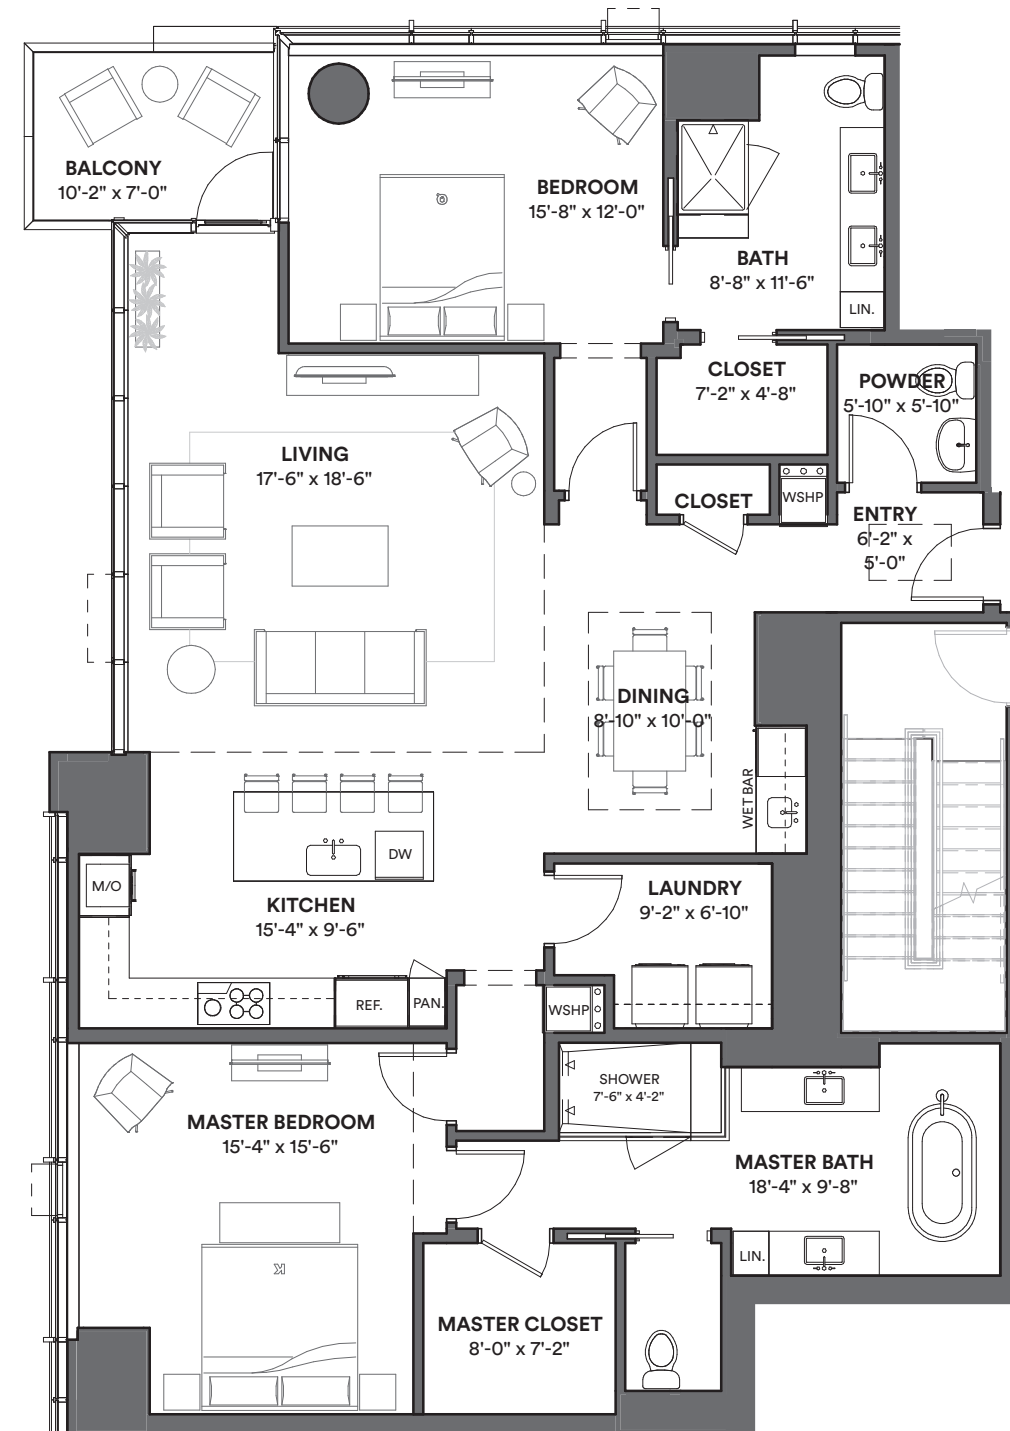 BALCONY
10'-2" x 7'-0"
BEDROOM
15'-8" x 12'-0"
Q
BATH
8'-8" x 11'-6"
LIN.
CLOSET
7'-2" x 4'-8"
POWDER
5'-10" x 5'-10"
LIVING
17'-6" x 18'-6"
CLOSET
WSHP
ENTRY
6'-2" x
5'-0"
DINING
8'-10" x 10'-0"
WET BAR
DW
M/O
KITCHEN
15'-4" x 9'-6"
LAUNDRY
9'-2" x 6'-10"
REF.
PAN.
WSHP
SHOWER
7'-6" x 4'-2"
MASTER BEDROOM
15'-4" x 15'-6"
MASTER BATH
18'-4" x 9'-8"
K
LIN.
MASTER CLOSET
8'-0" x 7'-2"